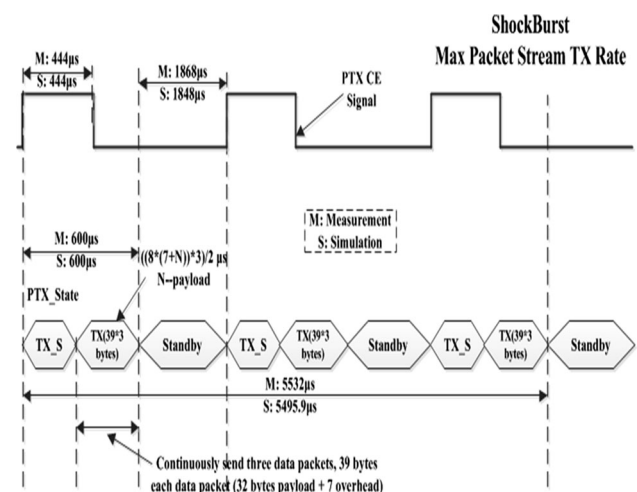 ShockBurst
Max Packet Stream TX Rate
M: 444µs
S: 444µs
M: 1868µs
S: 1848µs
PTX CE
Signal
M: 600µs
S: 600µs
((8*(7+N))*3)/2 µs
N--payload
M: Measurement
S: Simulation
PTX_State
TX_S
TX(39*3
bytes)
Standby
TX_S
TX(39*3
bytes)
Standby
TX_S
TX(39*3
bytes)
Standby
M: 5532µs
S: 5495.9µs
Continuously send three data packets, 39 bytes
each data packet (32 bytes payload + 7 overhead)